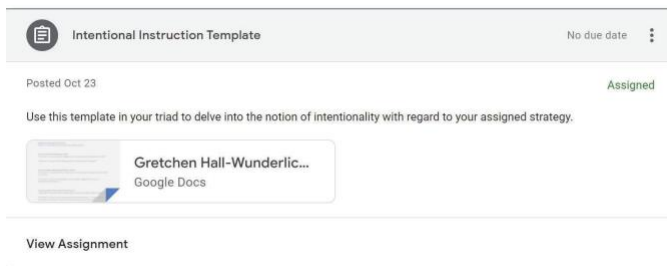 Intentional Instruction Template No due date
Posted Oct 23 Assigned
Use this template in your triad to delve into the notion of intentionality with regard to your assigned strategy.
Gretchen Hall-Wunderlic...
Google Docs
View Assignment